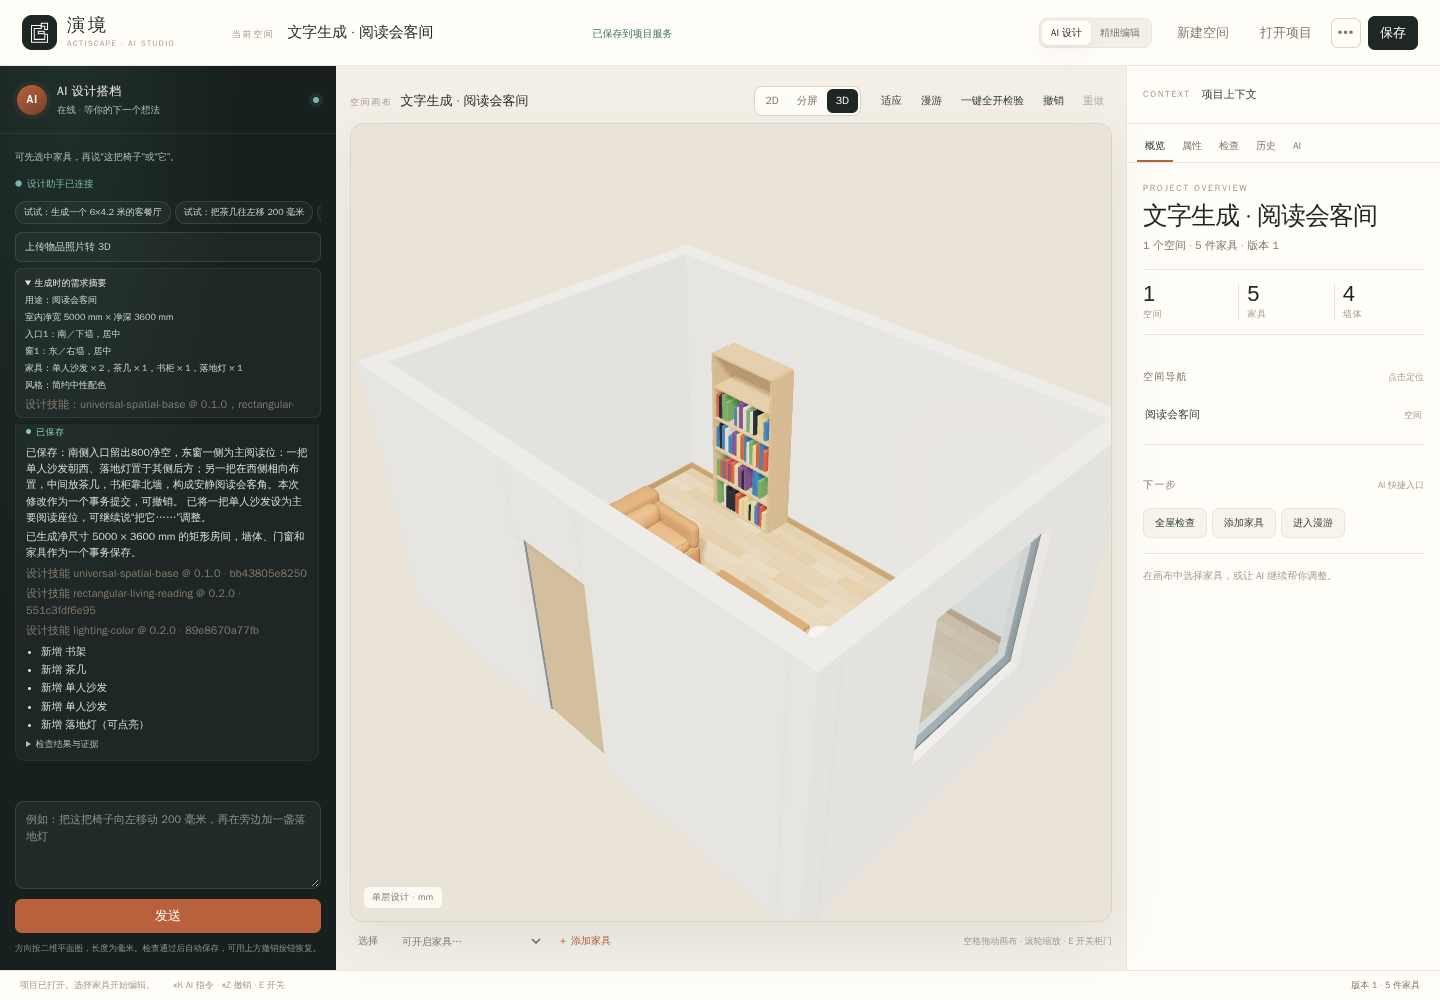 演境
ACTISCAPE · AI STUDIO
当前空间 文字生成 · 阅读会客间
已保存到项目服务
AI 设计 精细编辑
新建空间
打开项目
•••
保存
AI
AI 设计搭档
在线 · 等你的下一个想法
可先选中家具，再说“这把椅子”或“它”。
设计助手已连接
试试：生成一个 6×4.2 米的客餐厅
试试：把茶几往左移 200 毫米
上传物品照片转 3D
▼ 生成时的需求摘要
用途：阅读会客间
室内净宽 5000 mm × 净深 3600 mm
入口1：南／下墙，居中
窗1：东／右墙，居中
家具：单人沙发 × 2，茶几 × 1，书柜 × 1，落地灯 × 1
风格：简约中性配色
设计技能：universal-spatial-base @ 0.1.0，rectangular-
已保存
已保存：南侧入口留出800净空，东窗一侧为主阅读位：一把
单人沙发朝西、落地灯置于其侧后方；另一把在西侧相向布
置，中间放茶几，书柜靠北墙，构成安静阅读会客角。本次
修改作为一个事务提交，可撤销。 已将一把单人沙发设为主
要阅读座位，可继续说“把它……”调整。
已生成净尺寸 5000 × 3600 mm 的矩形房间，墙体、门窗和
家具作为一个事务保存。
设计技能 universal-spatial-base @ 0.1.0 · bb43805e8250
设计技能 rectangular-living-reading @ 0.2.0 ·
551c3fdf6e95
设计技能 lighting-color @ 0.2.0 · 89e8670a77fb
• 新增 书架
• 新增 茶几
• 新增 单人沙发
• 新增 单人沙发
• 新增 落地灯（可点亮）
▶ 检查结果与证据
例如：把这把椅子向左移动 200 毫米，再在旁边加一盏落
地灯
发送
方向按二维平面图，长度为毫米。检查通过后自动保存，可用上方撤销按钮恢复。
空间画布 文字生成 · 阅读会客间
2D 分屏 3D
适应 漫游 一键全开检验 撤销 重做
单层设计 · mm
选择 可开启家具… ＋ 添加家具
空格拖动画布 · 滚轮缩放 · E 开关柜门
CONTEXT 项目上下文
概览 属性 检查 历史 AI
PROJECT OVERVIEW
文字生成 · 阅读会客间
1 个空间 · 5 件家具 · 版本 1
1 5 4
空间 家具 墙体
空间导航 点击定位
阅读会客间 空间
下一步 AI 快捷入口
全屋检查 添加家具 进入漫游
在画布中选择家具，或让 AI 继续帮你调整。
项目已打开。选择家具开始编辑。 ⌘K AI 指令 · ⌘Z 撤销 · E 开关
版本 1 · 5 件家具